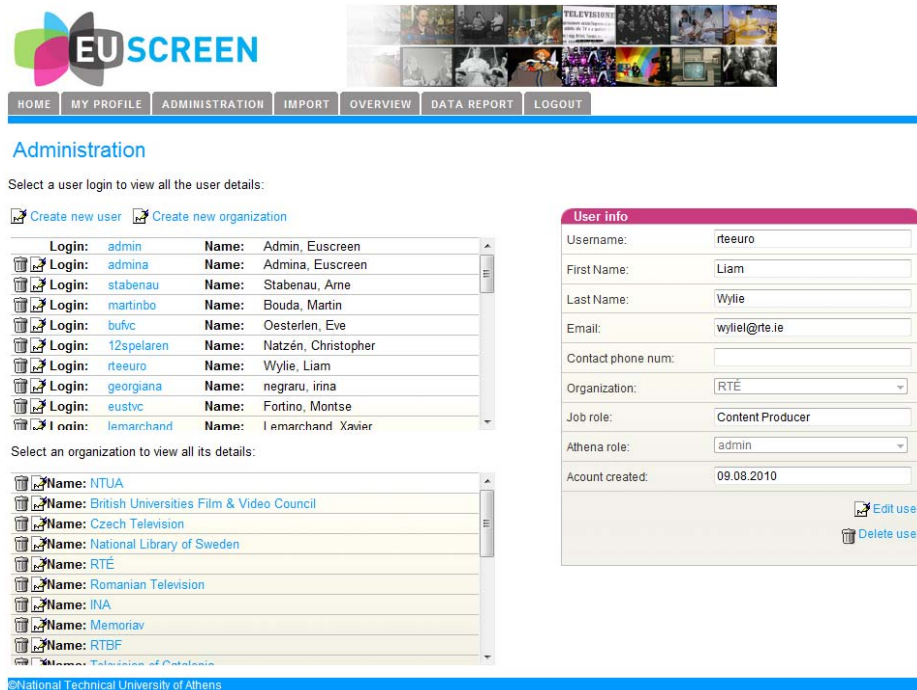 EUSCREEN
TELEVISIONE
HOME MY PROFILE ADMINISTRATION IMPORT OVERVIEW DATA REPORT LOGOUT
Administration
Select a user login to view all the user details:
Create new user Create new organization
Login: admin Name: Admin, Euscreen
Login: admina Name: Admina, Euscreen
Login: stabenau Name: Stabenau, Arne
Login: martinbo Name: Bouda, Martin
Login: bufvc Name: Oesterlen, Eve
Login: 12spelaren Name: Natzén, Christopher
Login: rteeuro Name: Wylie, Liam
Login: georgiana Name: negraru, irina
Login: eustvc Name: Fortino, Montse
Login: lemarchand Name: Lemarchand, Xavier
Select an organization to view all its details:
Name: NTUA
Name: British Universities Film & Video Council
Name: Czech Television
Name: National Library of Sweden
Name: RTÉ
Name: Romanian Television
Name: INA
Name: Memoriav
Name: RTBF
Name: Television of Catalonia
User info
Username: rteeuro
First Name: Liam
Last Name: Wylie
Email: wyliel@rte.ie
Contact phone num:
Organization: RTÉ
Job role: Content Producer
Athena role: admin
Acount created: 09.08.2010
Edit use
Delete use
©National Technical University of Athens